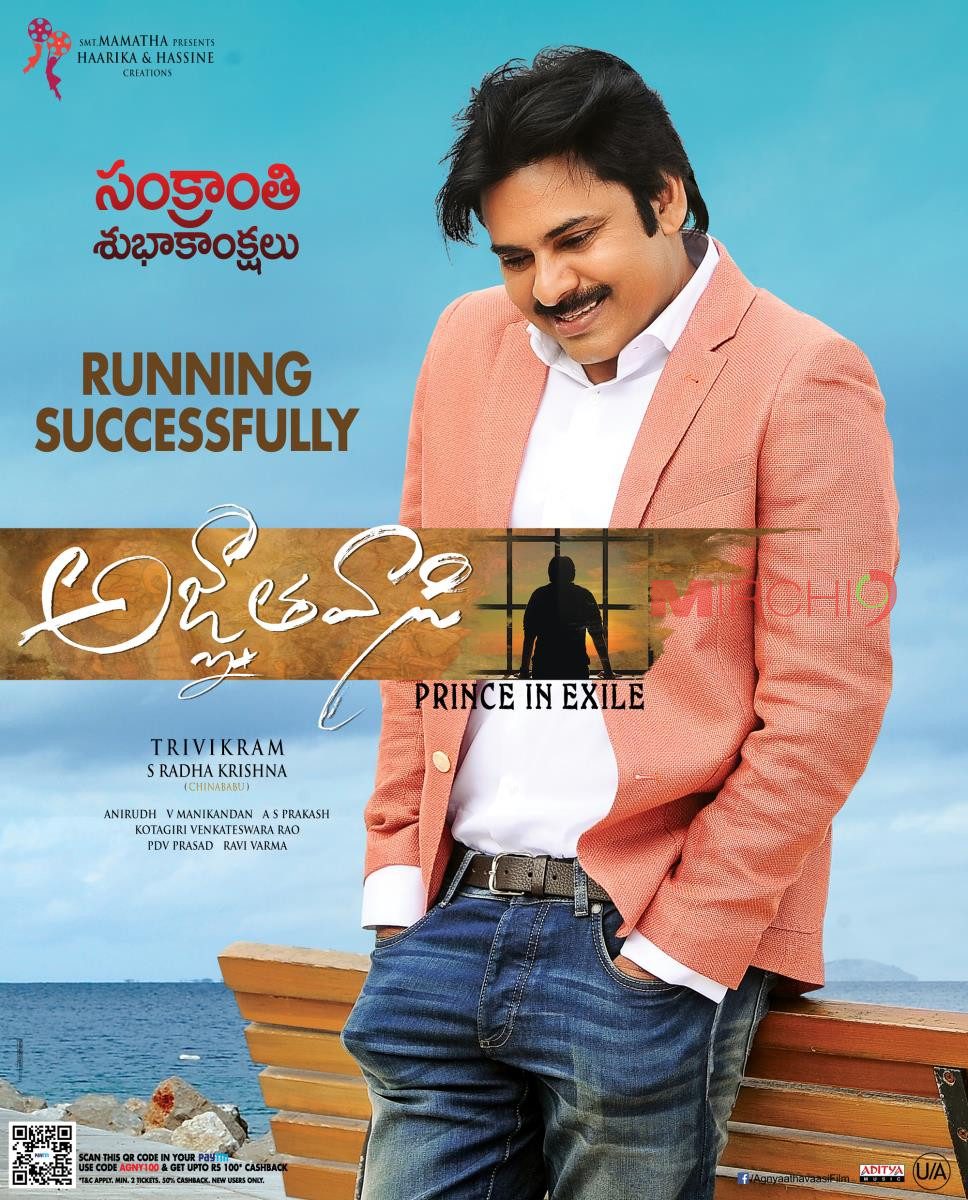 SMT. MAMATHA PRESENTS
HAARIKA & HASSINE
CREATIONS
సంక్రాంతి
శుభాకాంక్షలు
RUNNING
SUCCESSFULLY
అజ్ఞాతవాసి
MIRCHI9
PRINCE IN EXILE
TRIVIKRAM
S RADHA KRISHNA
(CHINABABU)
ANIRUDH V MANIKANDAN A S PRAKASH
KOTAGIRI VENKATESWARA RAO
PDV PRASAD RAVI VARMA
SCAN THIS QR CODE IN YOUR Paytm
USE CODE AGNY100 & GET UPTO RS 100* CASHBACK
*T&C APPLY. MIN. 2 TICKETS. 50% CASHBACK. NEW USERS ONLY.
/AgnyaathavaasiFilm
ADITYA
MUSIC
U/A